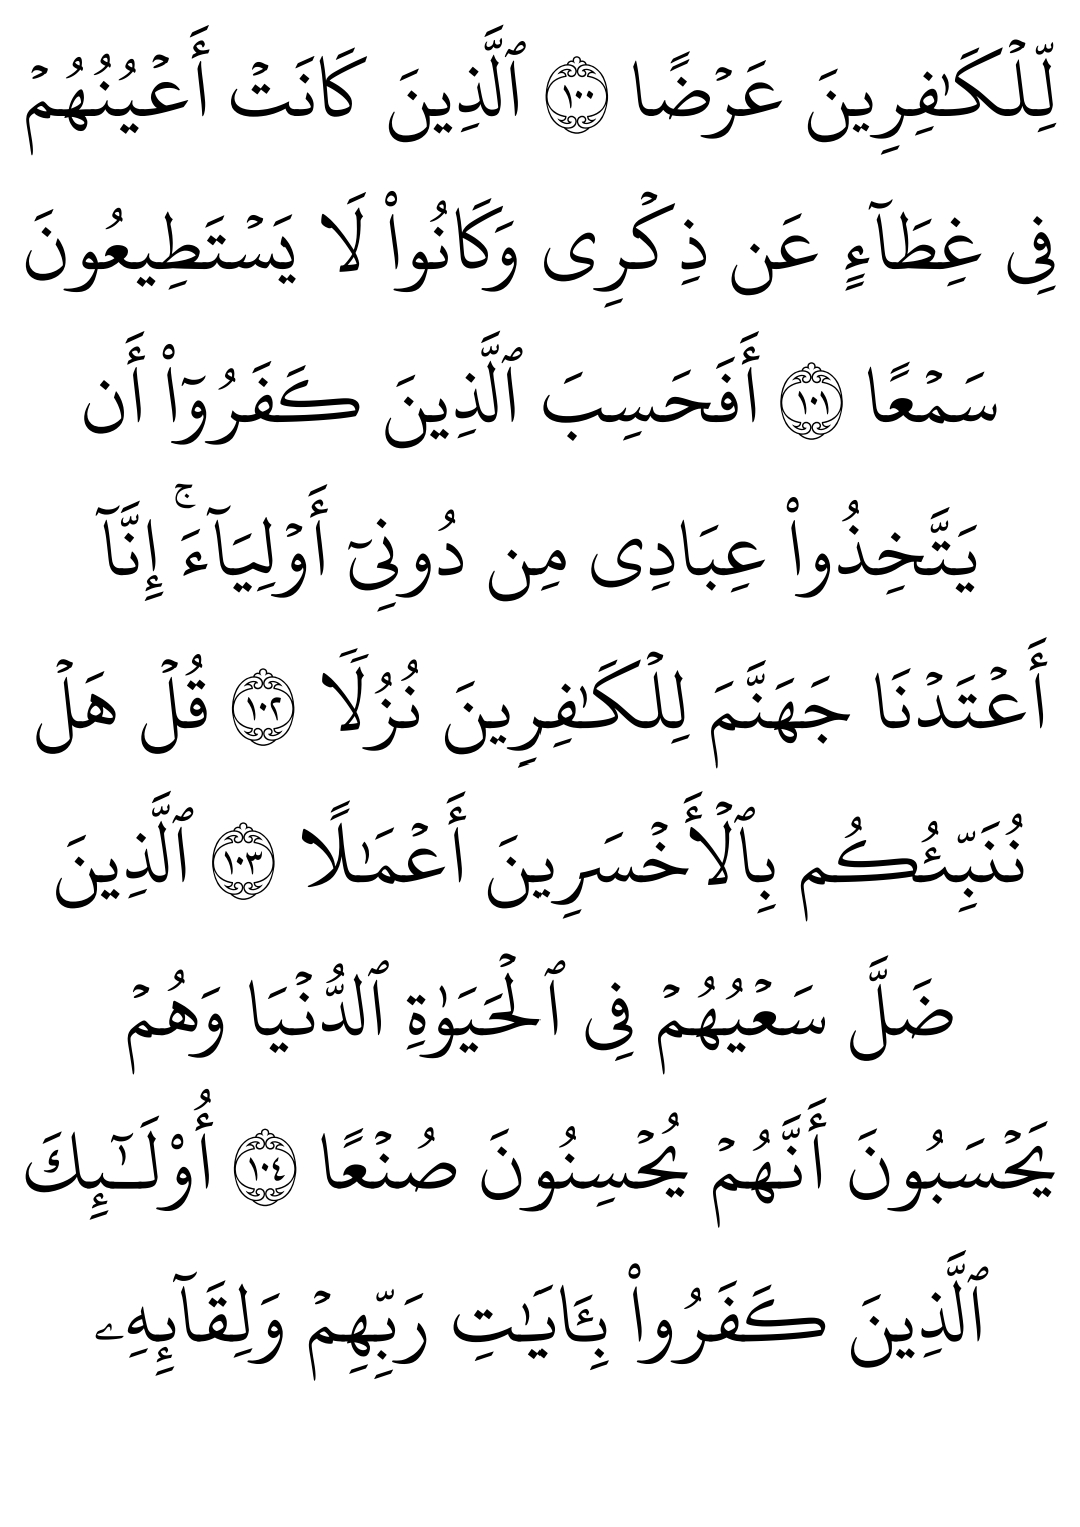 لِّلۡكَٰفِرِينَ عَرۡضًا ١٠٠ ٱلَّذِينَ كَانَتۡ أَعۡيُنُهُمۡ
فِي غِطَآءٍ عَن ذِكۡرِي وَكَانُواْ لَا يَسۡتَطِيعُونَ
سَمۡعًا ١٠١ أَفَحَسِبَ ٱلَّذِينَ كَفَرُوٓاْ أَن
يَتَّخِذُواْ عِبَادِي مِن دُونِيٓ أَوۡلِيَآءَۚ إِنَّآ
أَعۡتَدۡنَا جَهَنَّمَ لِلۡكَٰفِرِينَ نُزُلٗا ١٠٢ قُلۡ هَلۡ
نُنَبِّئُكُم بِٱلۡأَخۡسَرِينَ أَعۡمَٰلًا ١٠٣ ٱلَّذِينَ
ضَلَّ سَعۡيُهُمۡ فِي ٱلۡحَيَوٰةِ ٱلدُّنۡيَا وَهُمۡ
يَحۡسَبُونَ أَنَّهُمۡ يُحۡسِنُونَ صُنۡعًا ١٠٤ أُوْلَٰٓئِكَ
ٱلَّذِينَ كَفَرُواْ بِـَٔايَٰتِ رَبِّهِمۡ وَلِقَآئِهِۦ